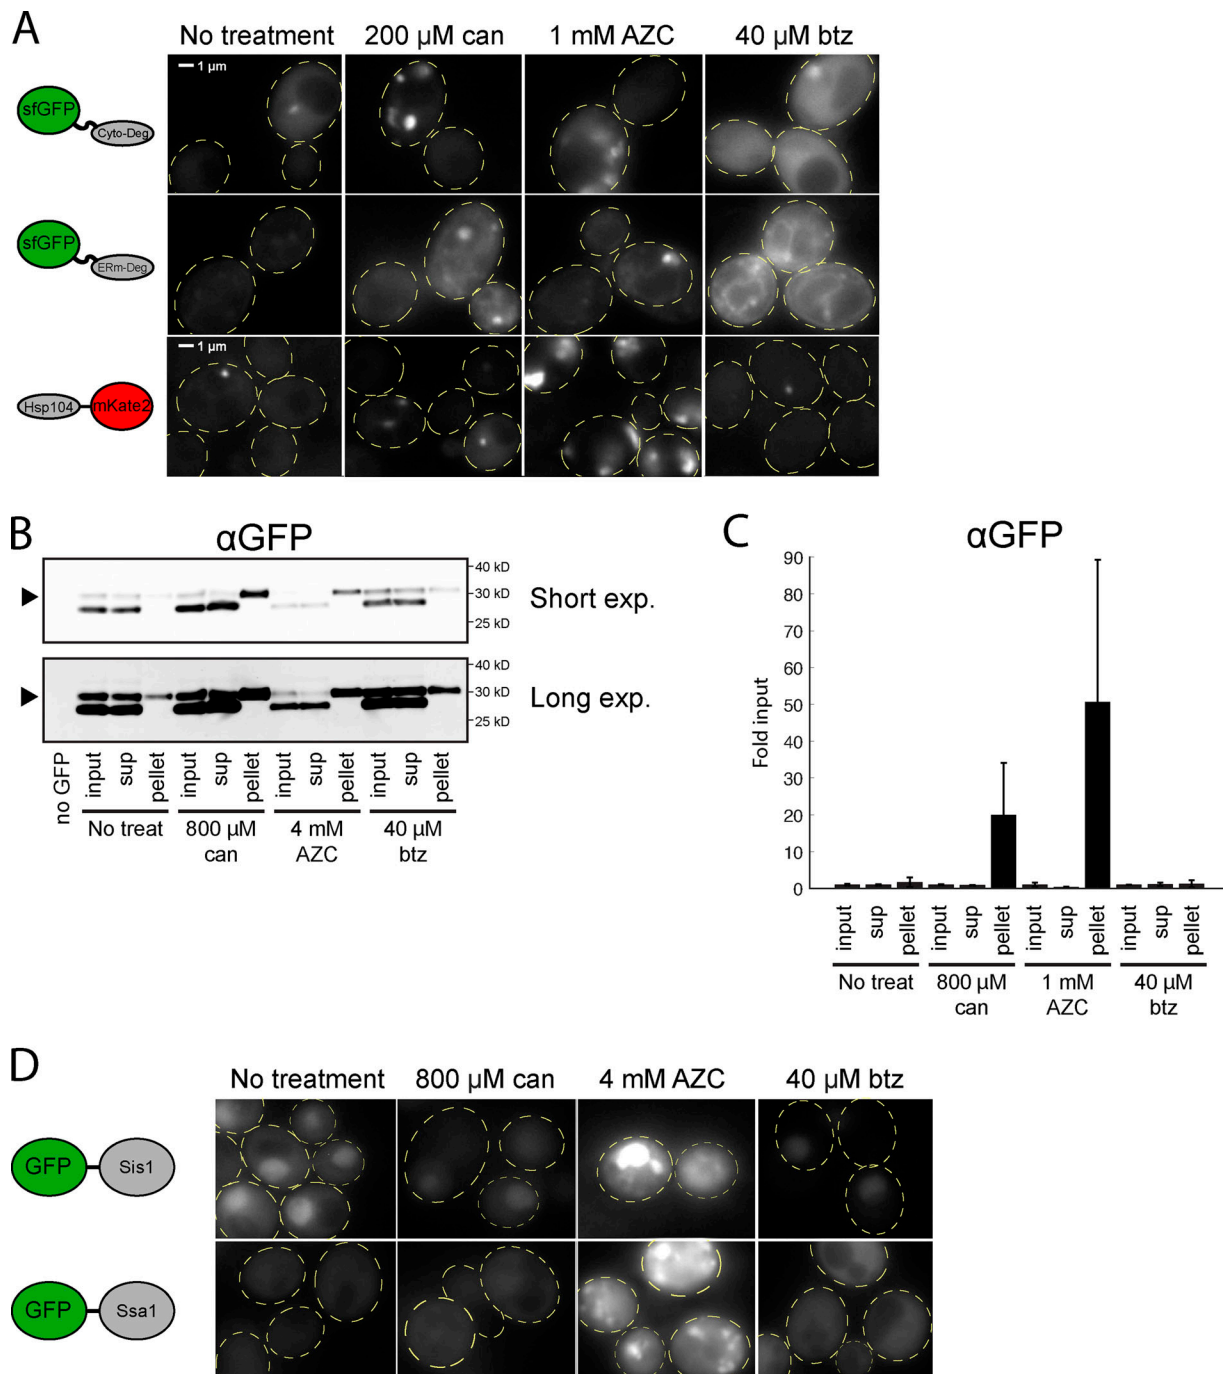 A
No treatment 200 µM can 1 mM AZC 40 µM btz
1 µm
sfGFP
Cyto-Deg
sfGFP
ERm-Deg
1 µm
Hsp104 mKate2
B
αGFP
40 kD
30 kD
25 kD
Short exp.
40 kD
30 kD
25 kD
Long exp.
no GFP input sup pellet input sup pellet input sup pellet input sup pellet
No treat 800 µM can 4 mM AZC 40 µM btz
C
αGFP
Fold input
90
80
70
60
50
40
30
20
10
0
input sup pellet input sup pellet input sup pellet input sup pellet
No treat 800 µM can 1 mM AZC 40 µM btz
D
No treatment 800 µM can 4 mM AZC 40 µM btz
GFP Sis1
GFP Ssa1